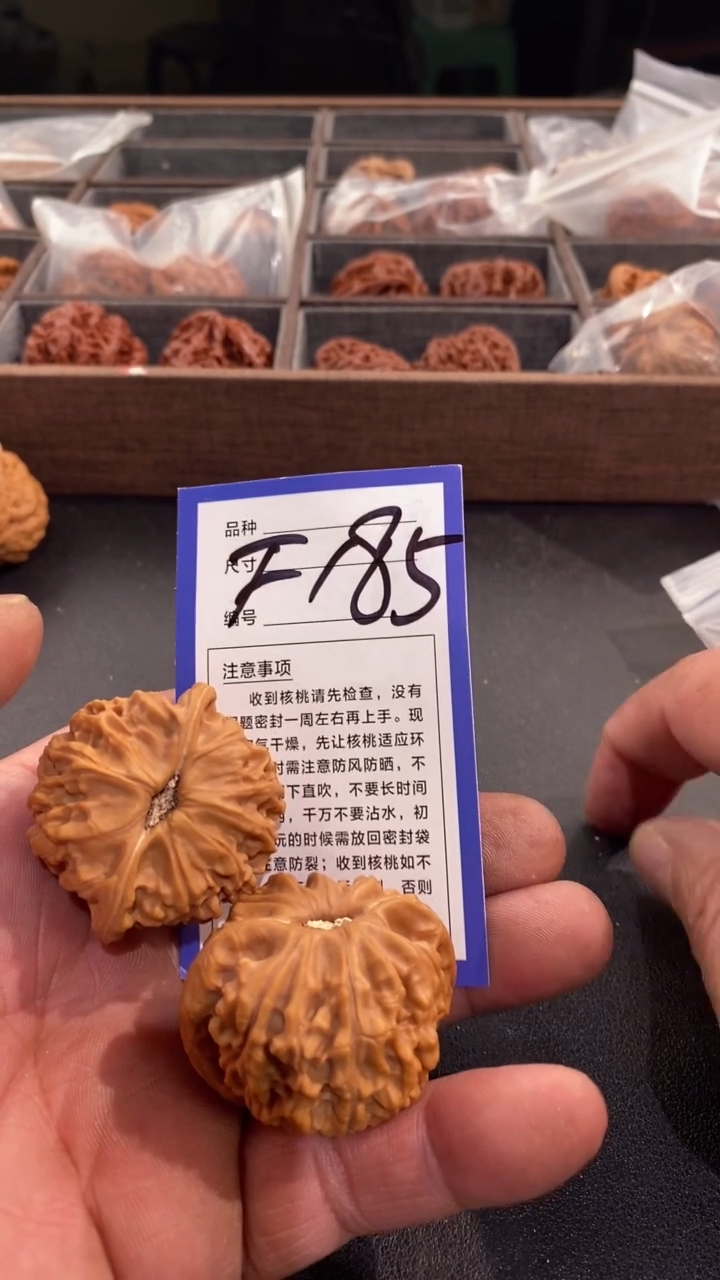 品种
尺寸
编号
F185
注意事项
收到核桃请先检查，没有
题密封一周左右再上手。现
气干燥，先让核桃适应环
时需注意防风防晒，不
下直吹，不要长时间
，千万不要沾水，初
玩的时候需放回密封袋
注意防裂；收到核桃如不
否则